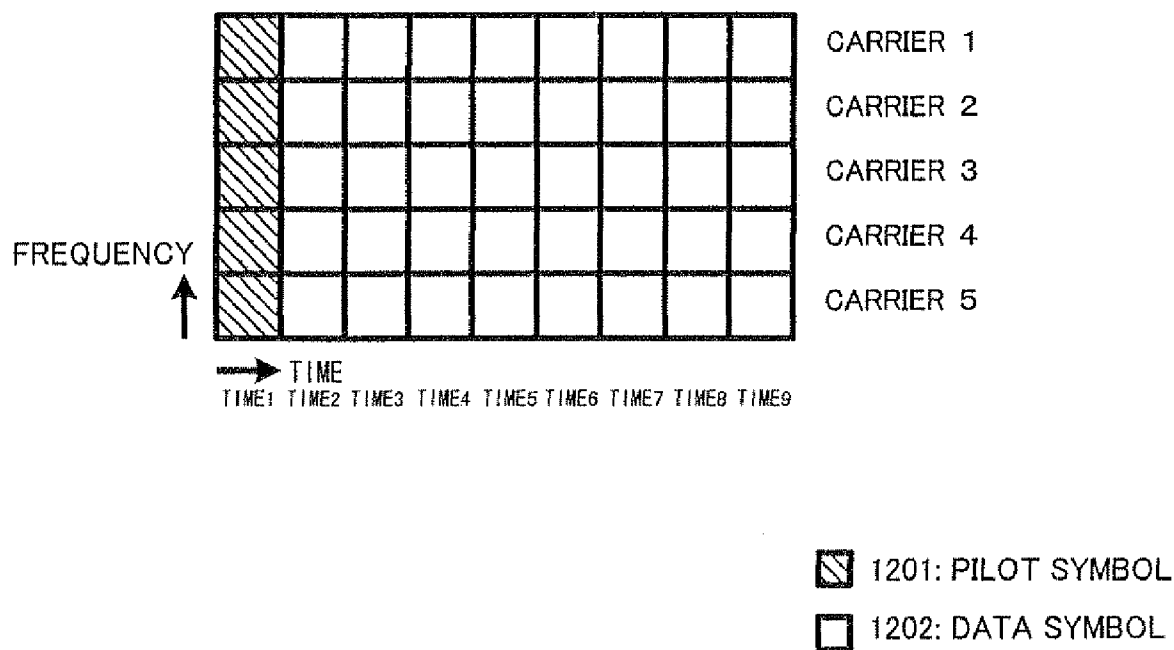 CARRIER 1
CARRIER 2
CARRIER 3
CARRIER 4
FREQUENCY
CARRIER 5
TIME
TIME1 TIME2 TIME3 TIME4 TIME5 TIME6 TIME7 TIME8 TIME9
1201: PILOT SYMBOL
1202: DATA SYMBOL